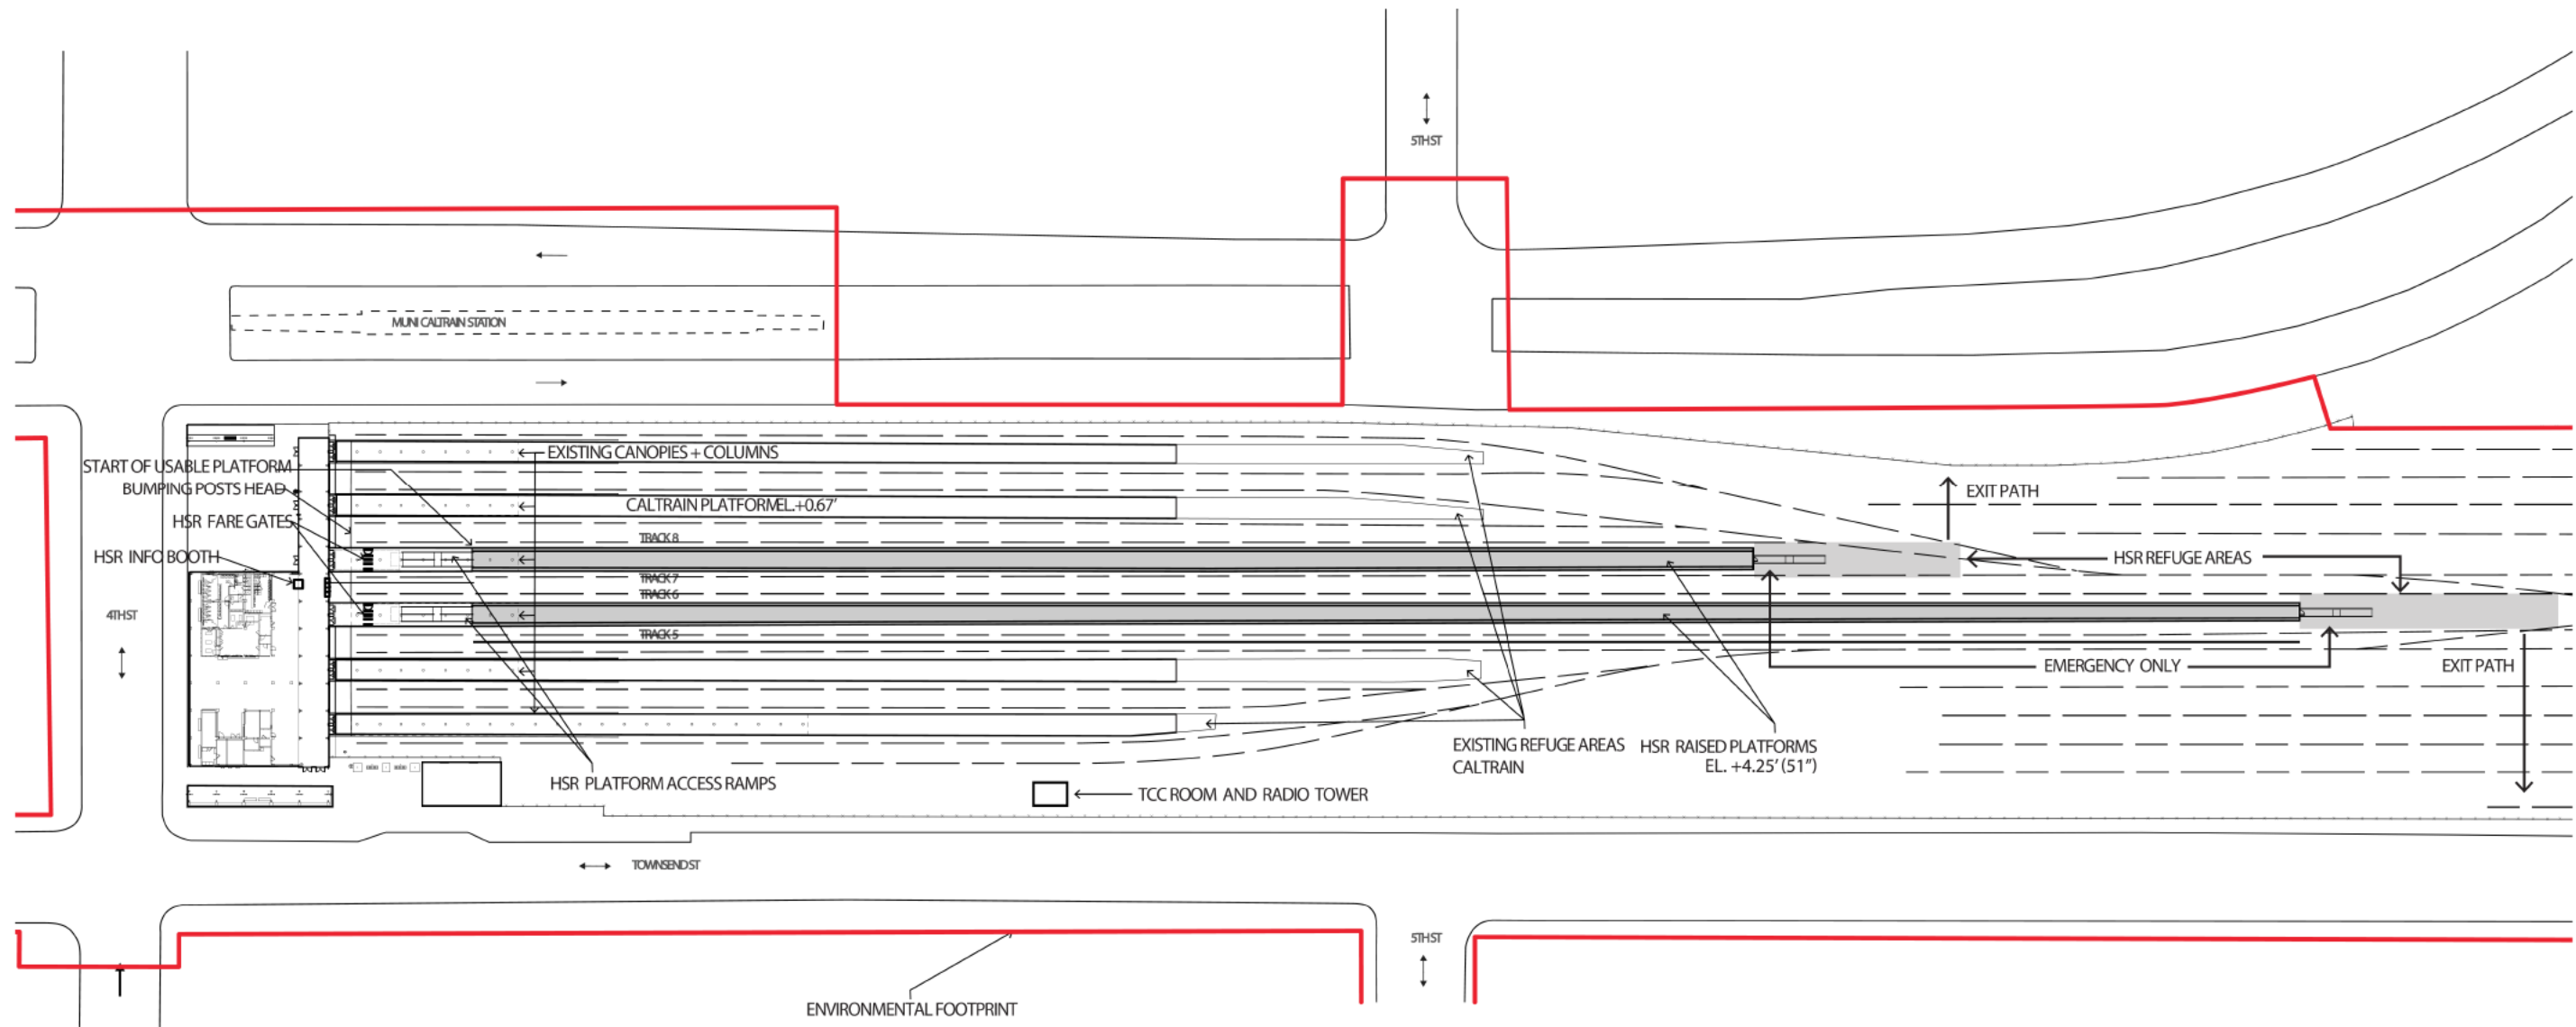 5TH ST
MUNI CALTRAIN STATION
EXISTING CANOPIES + COLUMNS
START OF USABLE PLATFORM
BUMPING POSTS HEAD
EXIT PATH
CALTRAIN PLATFORM EL.+0.67'
HSR FARE GATES
TRACK 8
HSR INFO BOOTH
HSR REFUGE AREAS
TRACK 7
TRACK 6
4TH ST
TRACK 5
EMERGENCY ONLY
EXIT PATH
EXISTING REFUGE AREAS
CALTRAIN
HSR RAISED PLATFORMS
EL. +4.25' (51")
HSR PLATFORM ACCESS RAMPS
TCC ROOM AND RADIO TOWER
TOWNSEND ST
5TH ST
ENVIRONMENTAL FOOTPRINT